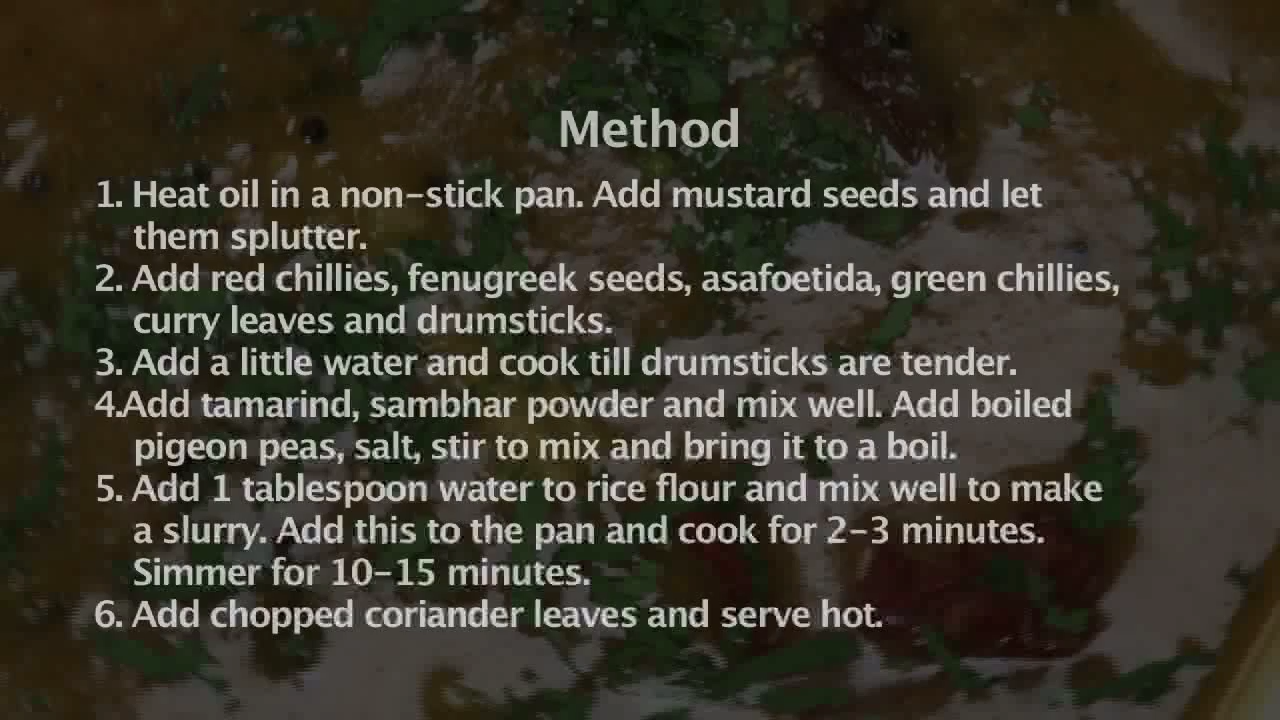 Method
1. Heat oil in a non-stick pan. Add mustard seeds and let
them splutter.
2. Add red chillies, fenugreek seeds, asafoetida, green chillies,
curry leaves and drumsticks.
3. Add a little water and cook till drumsticks are tender.
4.Add tamarind, sambhar powder and mix well. Add boiled
pigeon peas, salt, stir to mix and bring it to a boil.
5. Add 1 tablespoon water to rice flour and mix well to make
a slurry. Add this to the pan and cook for 2-3 minutes.
Simmer for 10-15 minutes.
6. Add chopped coriander leaves and serve hot.